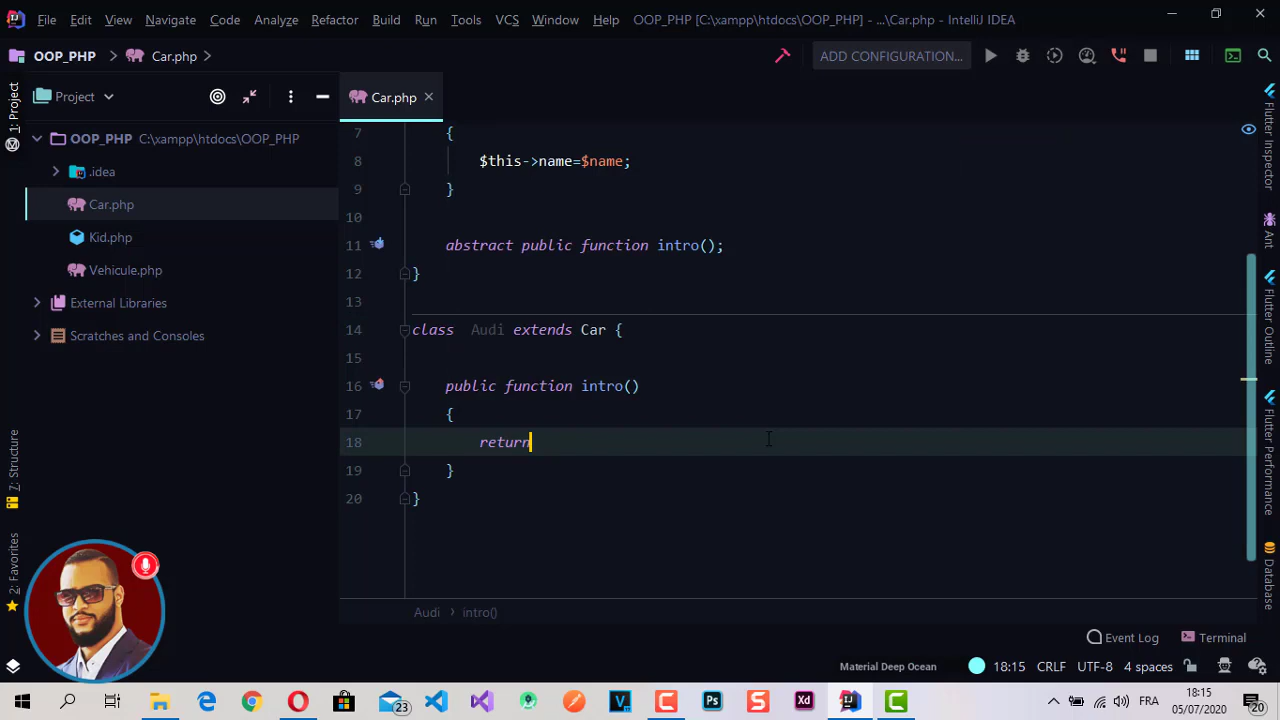 File Edit View Navigate Code Analyze Refactor Build Run Tools VCS Window Help OOP_PHP [C:\xampp\htdocs\OOP_PHP] - ...\Car.php - IntelliJ IDEA
OOP_PHP Car.php ADD CONFIGURATION...
1: Project
Project
Car.php
OOP_PHP C:\xampp\htdocs\OOP_PHP
.idea
Car.php
Kid.php
Vehicule.php
External Libraries
Scratches and Consoles
7 {
8 $this->name=$name;
9 }
10
11 abstract public function intro();
12 }
13
14 class Audi extends Car {
15
16 public function intro()
17 {
18 return
19 }
20 }
Audi intro()
7: Structure
2: Favorites
Flutter Inspector
Ant
Flutter Outline
Flutter Performance
Database
Event Log Terminal
Material Deep Ocean 18:15 CRLF UTF-8 4 spaces
23 Ps Xd FRA 18:15
05/07/2020 20